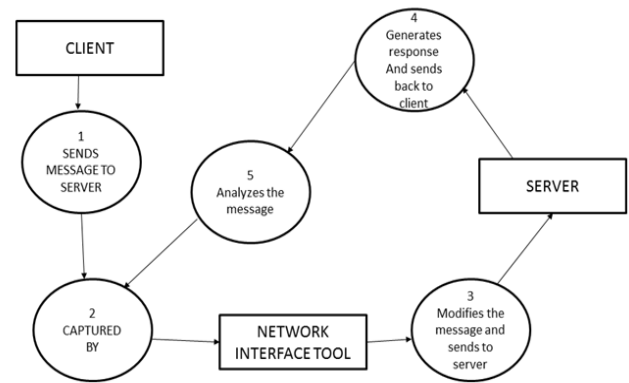 CLIENT
1
SENDS
MESSAGE TO
SERVER
2
CAPTURED
BY
NETWORK
INTERFACE TOOL
3
Modifies the
message and
sends to
server
SERVER
4
Generates
response
And sends
back to
client
5
Analyzes the
message